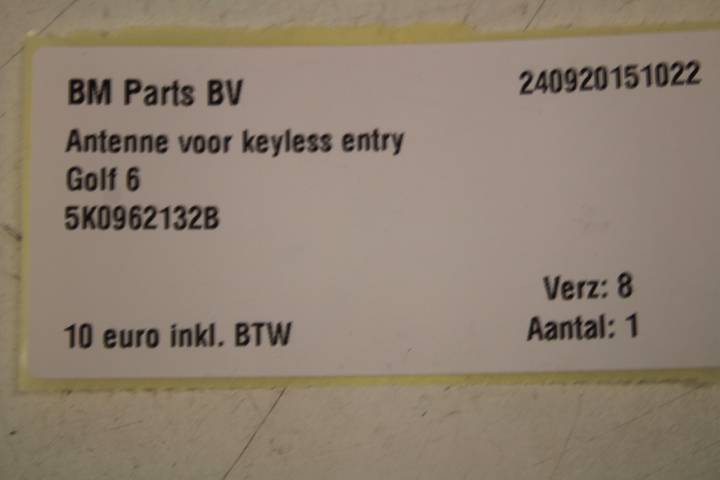 BM Parts BV 240920151022
Antenne voor keyless entry
Golf 6
5K0962132B
Verz: 8
10 euro inkl. BTW Aantal: 1